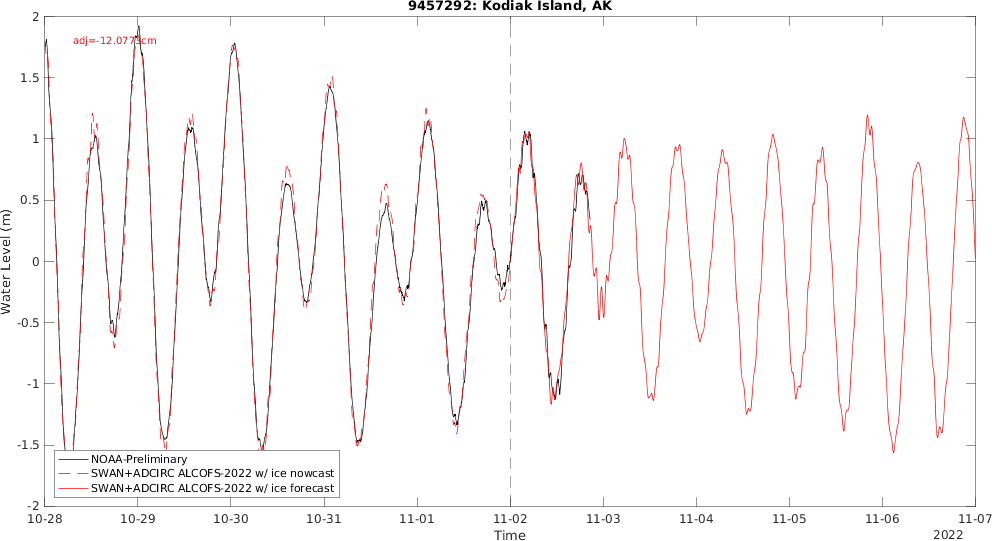 9457292: Kodiak Island, AK
adj=-12.0773cm
2
1.5
1
0.5
0
-0.5
-1
-1.5
-2
Water Level (m)
NOAA-Preliminary
SWAN+ADCIRC ALCOFS-2022 w/ ice nowcast
SWAN+ADCIRC ALCOFS-2022 w/ ice forecast
10-28 10-29 10-30 10-31 11-01 11-02 11-03 11-04 11-05 11-06 11-07
Time
2022